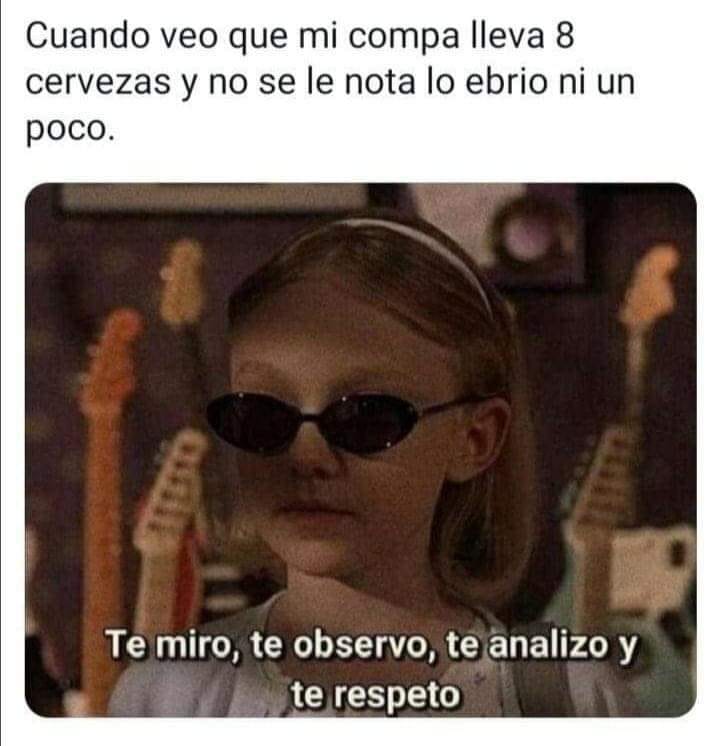 Cuando veo que mi compa lleva 8
cervezas y no se le nota lo ebrio ni un
poco.
Te miro, te observo, te analizo y
te respeto